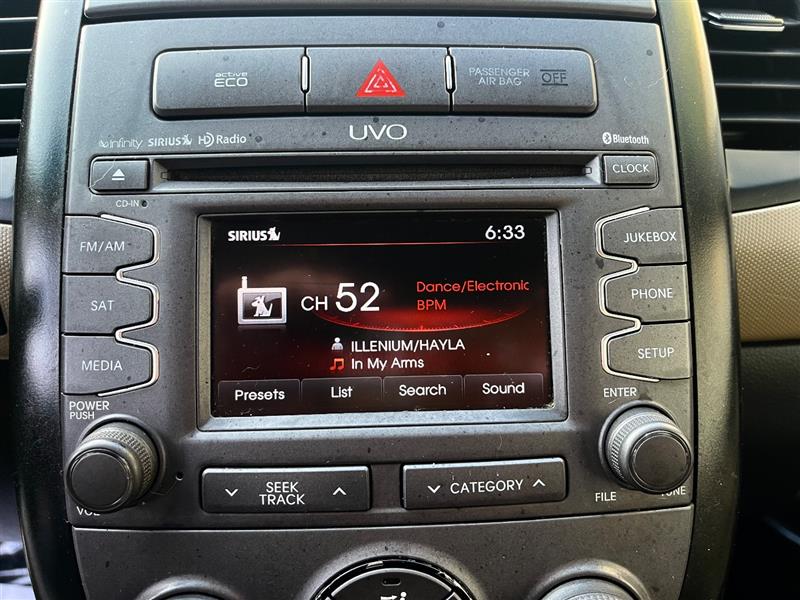 active
ECO
PASSENGER
AIR BAG OFF
UVO
Infinity SIRIUS HD Radio
Bluetooth
CLOCK
CD-IN
FM/AM
SAT
MEDIA
JUKEBOX
PHONE
SETUP
SIRIUS 6:33
CH 52
Dance/Electronic
BPM
ILLENIUM/HAYLA
In My Arms
Presets List Search Sound
POWER
PUSH
VOL
ENTER
SEEK
TRACK
CATEGORY
FILE TUNE